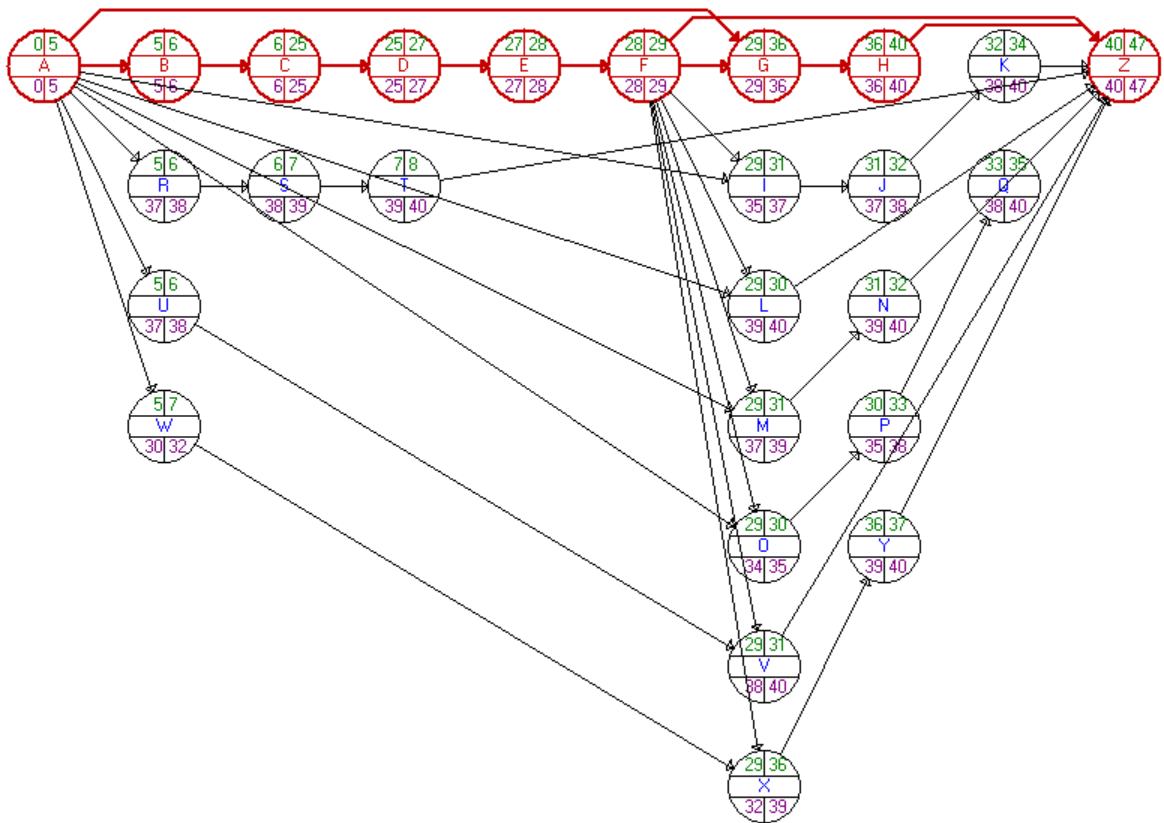 0 5
A
0 5
5 6
B
5 6
6 25
C
6 25
25 27
D
25 27
27 28
E
27 28
28 29
F
28 29
29 36
G
29 36
36 40
H
36 40
32 34
K
38 40
40 47
Z
40 47
5 6
R
37 38
6 7
S
38 39
7 8
T
39 40
29 31
I
35 37
31 32
J
37 38
33 35
Q
38 40
5 6
U
37 38
29 30
L
39 40
31 32
N
39 40
5 7
W
30 32
29 31
M
37 39
30 33
P
35 38
29 30
O
34 35
36 37
Y
39 40
29 31
V
38 40
29 36
X
32 39